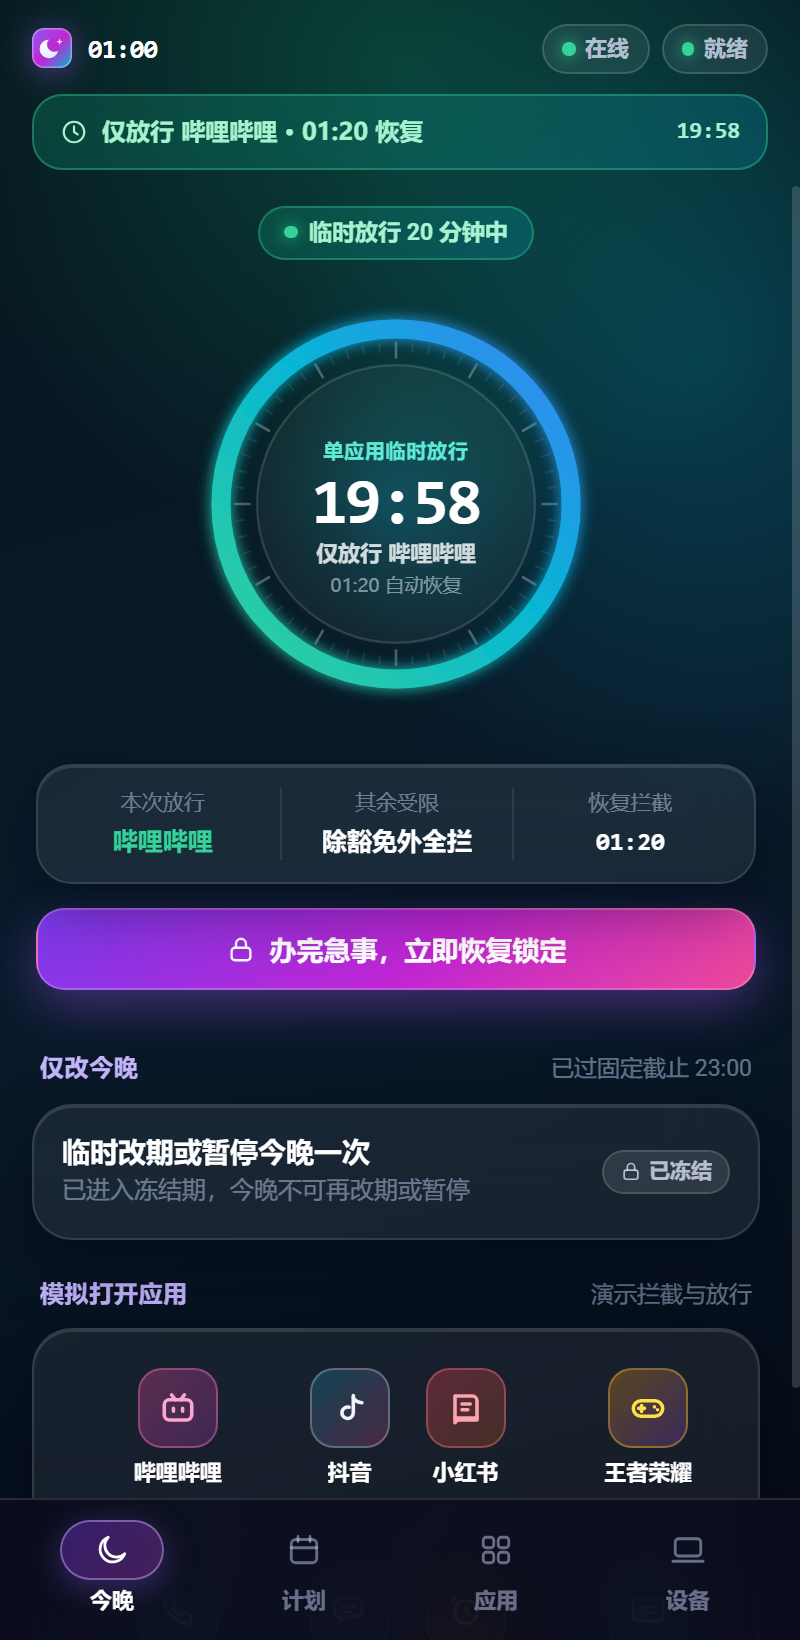 01:00
在线
就绪
仅放行 哔哩哔哩 • 01:20 恢复
19:58
临时放行 20 分钟中
单应用临时放行
19:58
仅放行 哔哩哔哩
01:20 自动恢复
本次放行
哔哩哔哩
其余受限
除豁免外全拦
恢复拦截
01:20
办完急事，立即恢复锁定
仅改今晚
已过固定截止 23:00
临时改期或暂停今晚一次
已进入冻结期，今晚不可再改期或暂停
已冻结
模拟打开应用
演示拦截与放行
哔哩哔哩
抖音
小红书
王者荣耀
今晚
计划
应用
设备